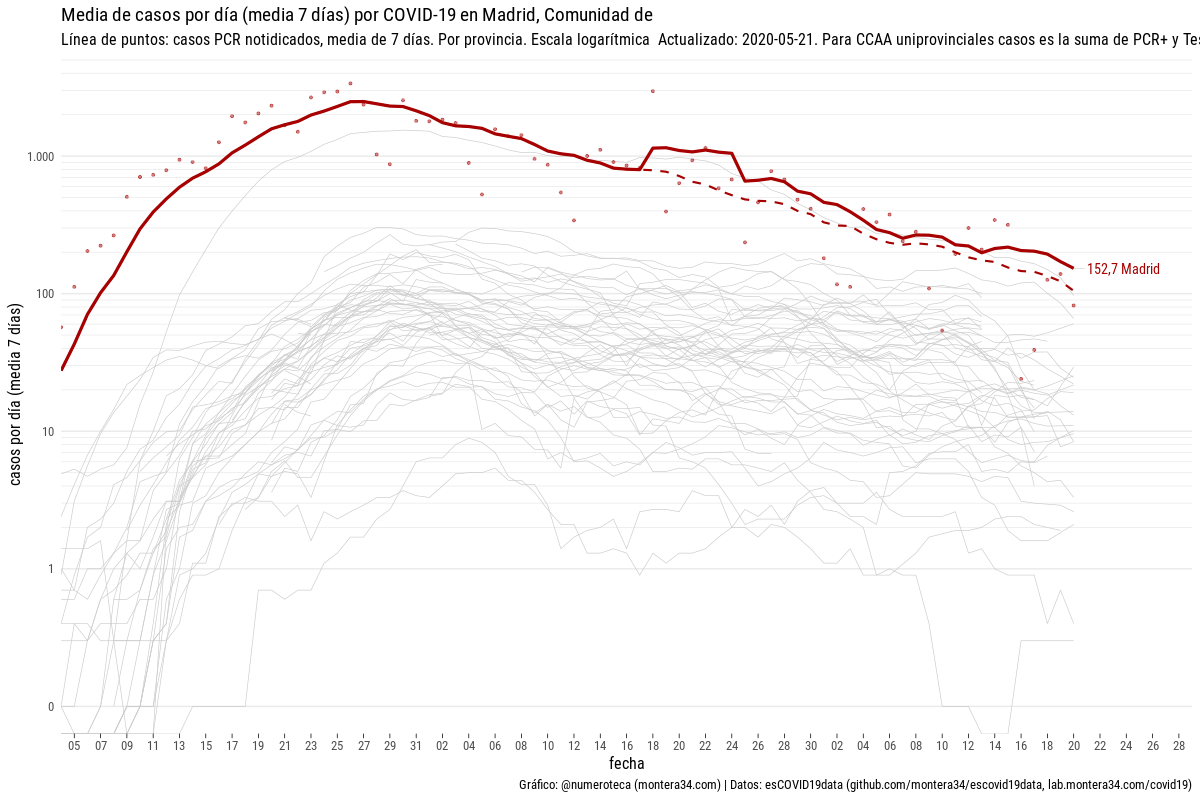 Media de casos por día (media 7 días) por COVID-19 en Madrid, Comunidad de
Línea de puntos: casos PCR notidicados, media de 7 días. Por provincia. Escala logarítmica  Actualizado: 2020-05-21. Para CCAA uniprovinciales casos es la suma de PCR+ y Tes
casos por día (media 7 días)
1.000
100
10
1
0
152,7 Madrid
05 07 09 11 13 15 17 19 21 23 25 27 29 31 02 04 06 08 10 12 14 16 18 20 22 24 26 28 30 02 04 06 08 10 12 14 16 18 20 22 24 26 28
fecha
Gráfico: @numeroteca (montera34.com) | Datos: esCOVID19data (github.com/montera34/escovid19data, lab.montera34.com/covid19)